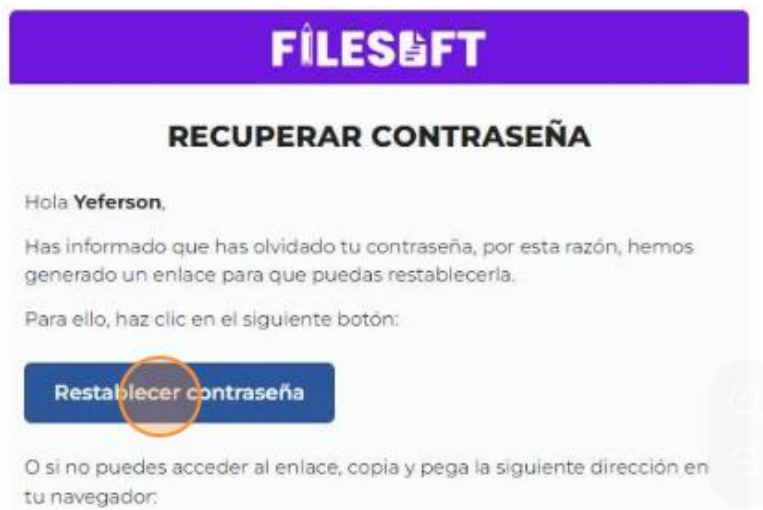 FILESOFT
RECUPERAR CONTRASEÑA
Hola Yeferson,
Has informado que has olvidado tu contraseña, por esta razón, hemos
generado un enlace para que puedas restablecerla.
Para ello, haz clic en el siguiente botón:
Restablecer contraseña
O si no puedes acceder al enlace, copia y pega la siguiente dirección en
tu navegador: